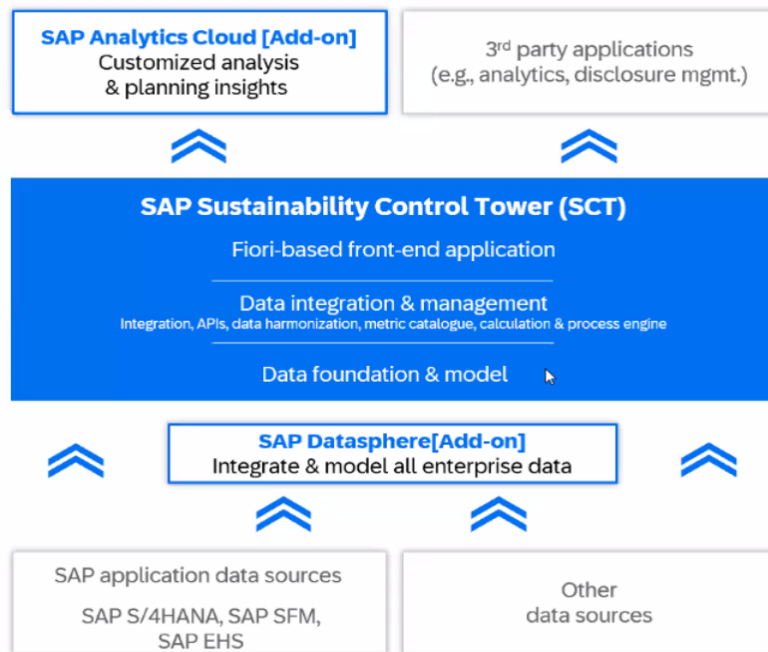 SAP Analytics Cloud [Add-on]
Customized analysis
& planning insights
3rd party applications
(e.g., analytics, disclosure mgmt.)
SAP Sustainability Control Tower (SCT)
Fiori-based front-end application
Data integration & management
Integration, APIs, data harmonization, metric catalogue, calculation & process engine
Data foundation & model
SAP Datasphere[Add-on]
Integrate & model all enterprise data
SAP application data sources
SAP S/4HANA, SAP SFM,
SAP EHS
Other
data sources